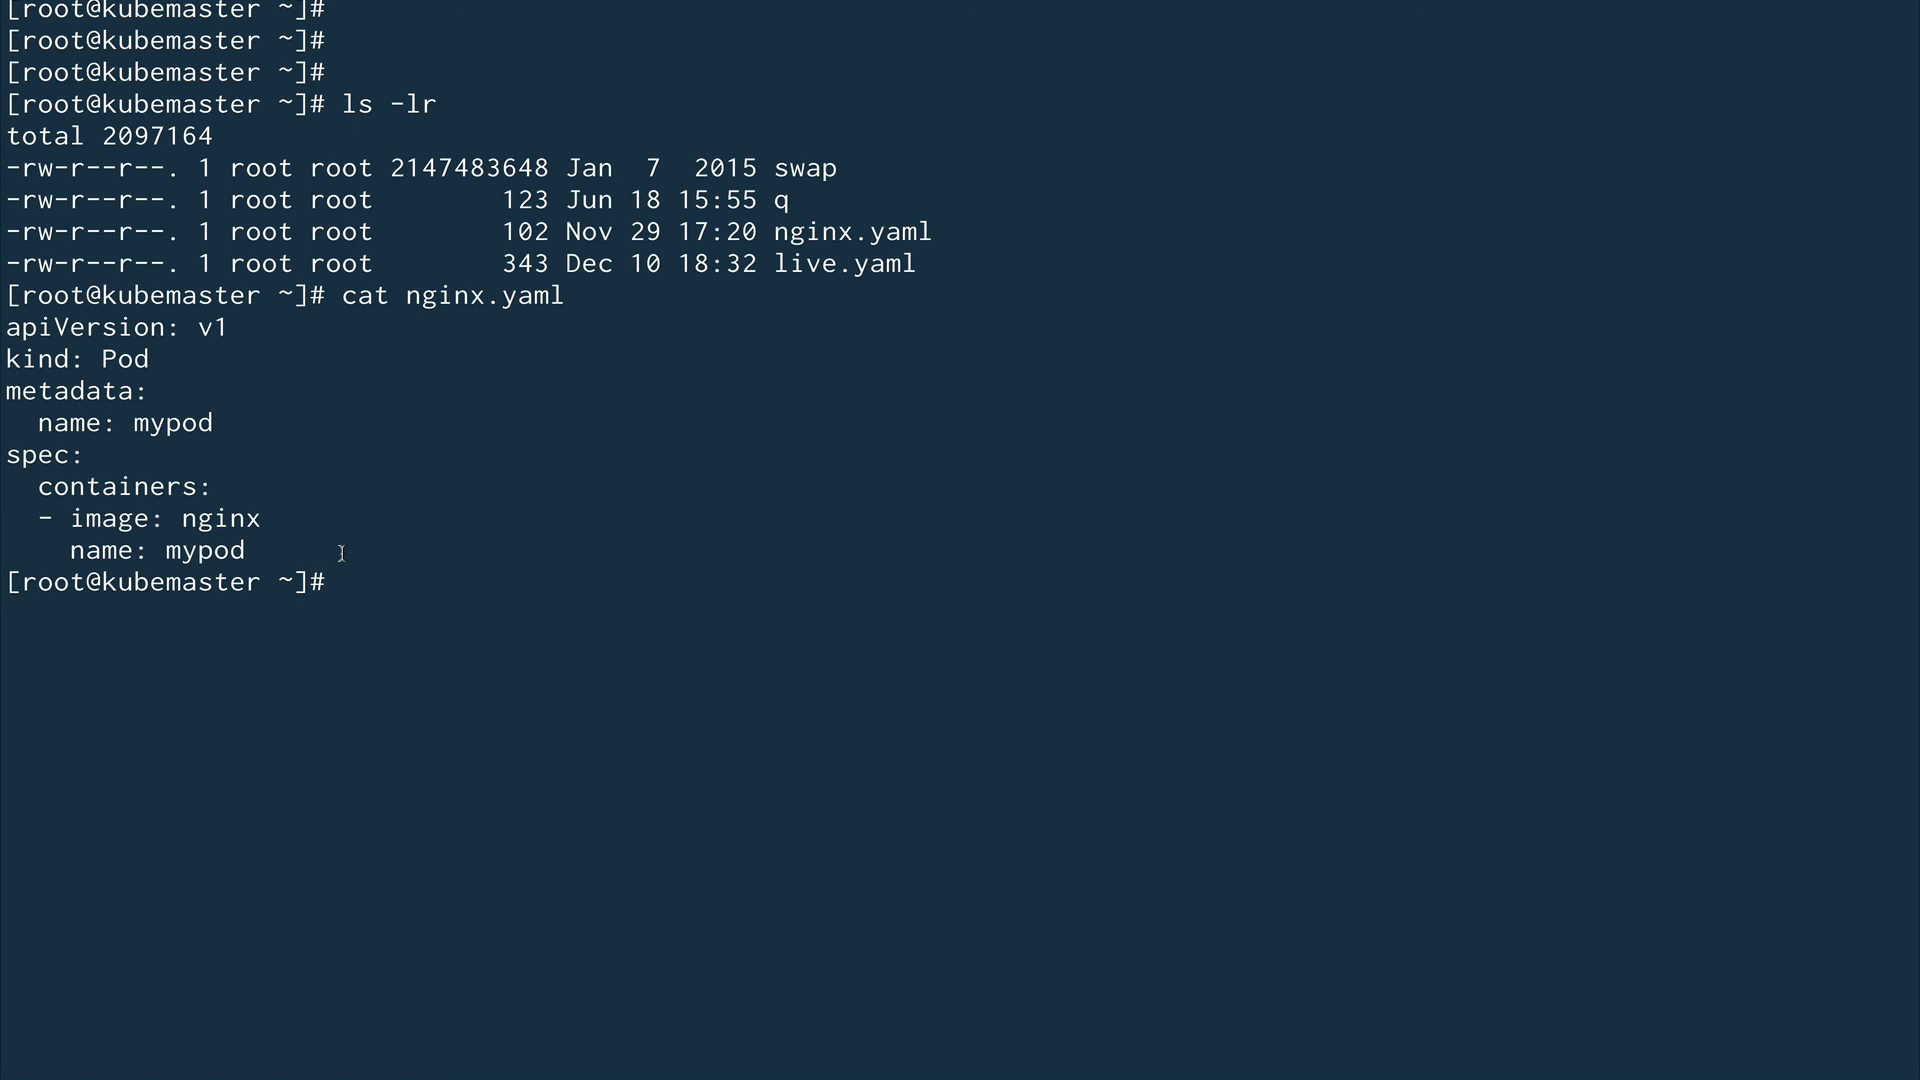 [root@kubemaster ~]#
[root@kubemaster ~]#
[root@kubemaster ~]#
[root@kubemaster ~]# ls -lr
total 2097164
-rw-r--r--. 1 root root 2147483648 Jan  7  2015 swap
-rw-r--r--. 1 root root        123 Jun 18 15:55 q
-rw-r--r--. 1 root root        102 Nov 29 17:20 nginx.yaml
-rw-r--r--. 1 root root        343 Dec 10 18:32 live.yaml
[root@kubemaster ~]# cat nginx.yaml
apiVersion: v1
kind: Pod
metadata:
  name: mypod
spec:
  containers:
  - image: nginx
    name: mypod
[root@kubemaster ~]#